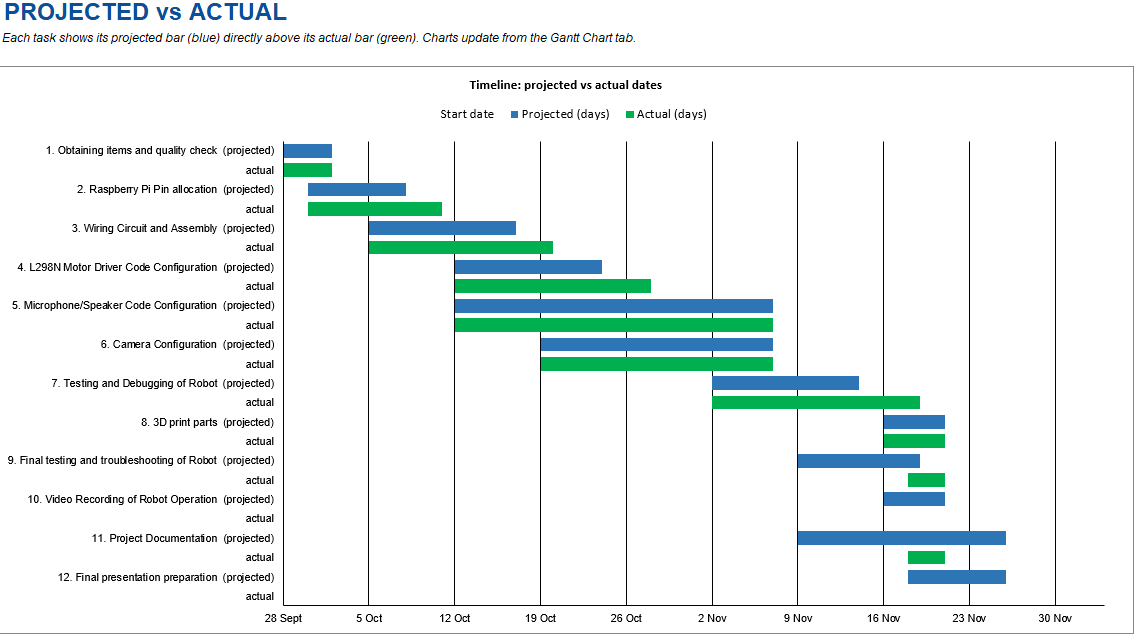 PROJECTED vs ACTUAL
Each task shows its projected bar (blue) directly above its actual bar (green). Charts update from the Gantt Chart tab.
Timeline: projected vs actual dates
Start date Projected (days) Actual (days)
1. Obtaining items and quality check (projected)
actual
2. Raspberry Pi Pin allocation (projected)
actual
3. Wiring Circuit and Assembly (projected)
actual
4. L298N Motor Driver Code Configuration (projected)
actual
5. Microphone/Speaker Code Configuration (projected)
actual
6. Camera Configuration (projected)
actual
7. Testing and Debugging of Robot (projected)
actual
8. 3D print parts (projected)
actual
9. Final testing and troubleshooting of Robot (projected)
actual
10. Video Recording of Robot Operation (projected)
actual
11. Project Documentation (projected)
actual
12. Final presentation preparation (projected)
actual
28 Sept 5 Oct 12 Oct 19 Oct 26 Oct 2 Nov 9 Nov 16 Nov 23 Nov 30 Nov